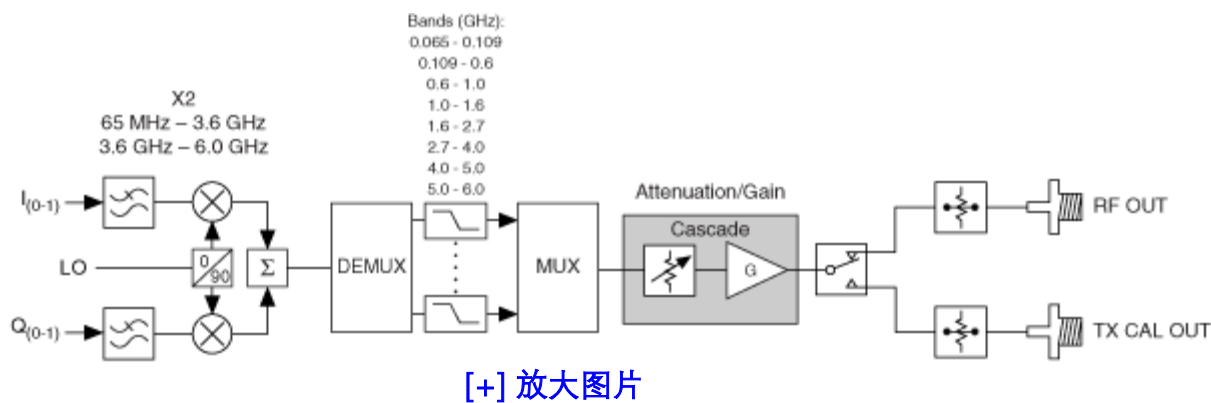 Bands (GHz):
0.065 - 0.109
0.109 - 0.6
0.6 - 1.0
1.0 - 1.6
1.6 - 2.7
2.7 - 4.0
4.0 - 5.0
5.0 - 6.0
X2
65 MHz – 3.6 GHz
3.6 GHz – 6.0 GHz
I(0-1)
LO
0
90
Q(0-1)
Σ
DEMUX
MUX
Attenuation/Gain
Cascade
G
RF OUT
TX CAL OUT
[+] 放大图片